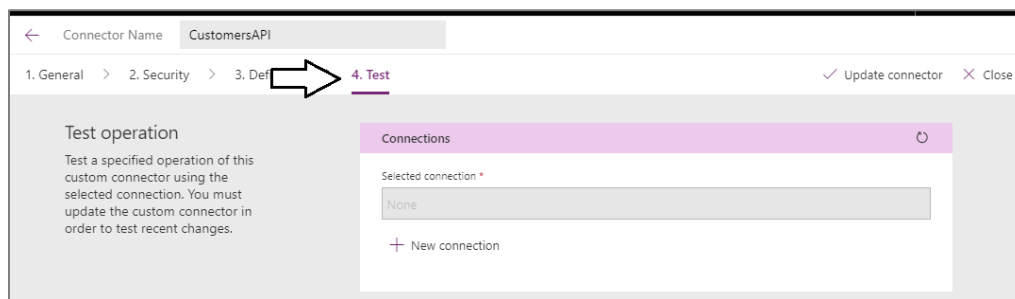 Connector Name CustomersAPI
1. General > 2. Security > 3. Def 4. Test Update connector Close
Test operation
Test a specified operation of this
custom connector using the
selected connection. You must
update the custom connector in
order to test recent changes.
Connections
Selected connection *
None
New connection